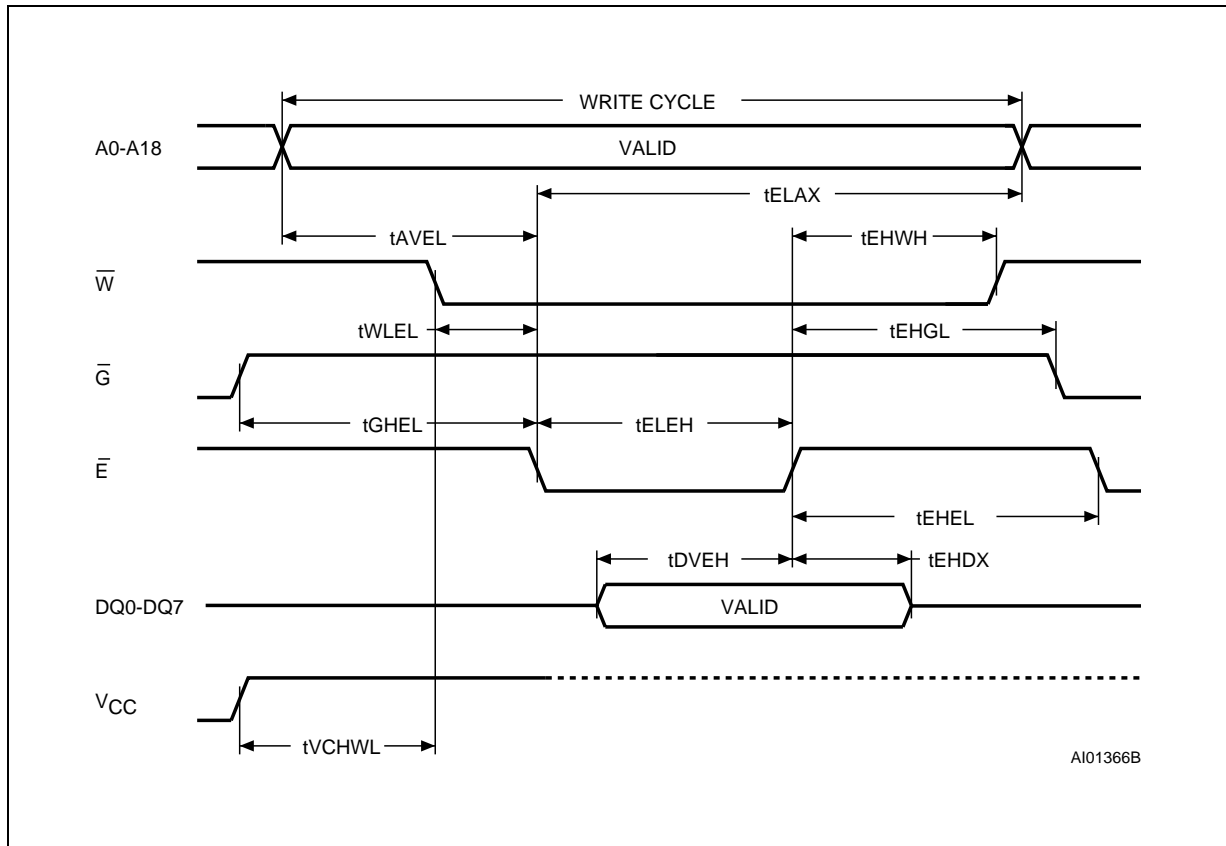 WRITE CYCLE
A0-A18
VALID
tELAX
tAVEL
tEHWH
W̅
tWLEL
tEHGL
G̅
tGHEL
tELEH
E̅
tEHEL
tDVEH
tEHDX
DQ0-DQ7
VALID
VCC
tVCHWL
AI01366B